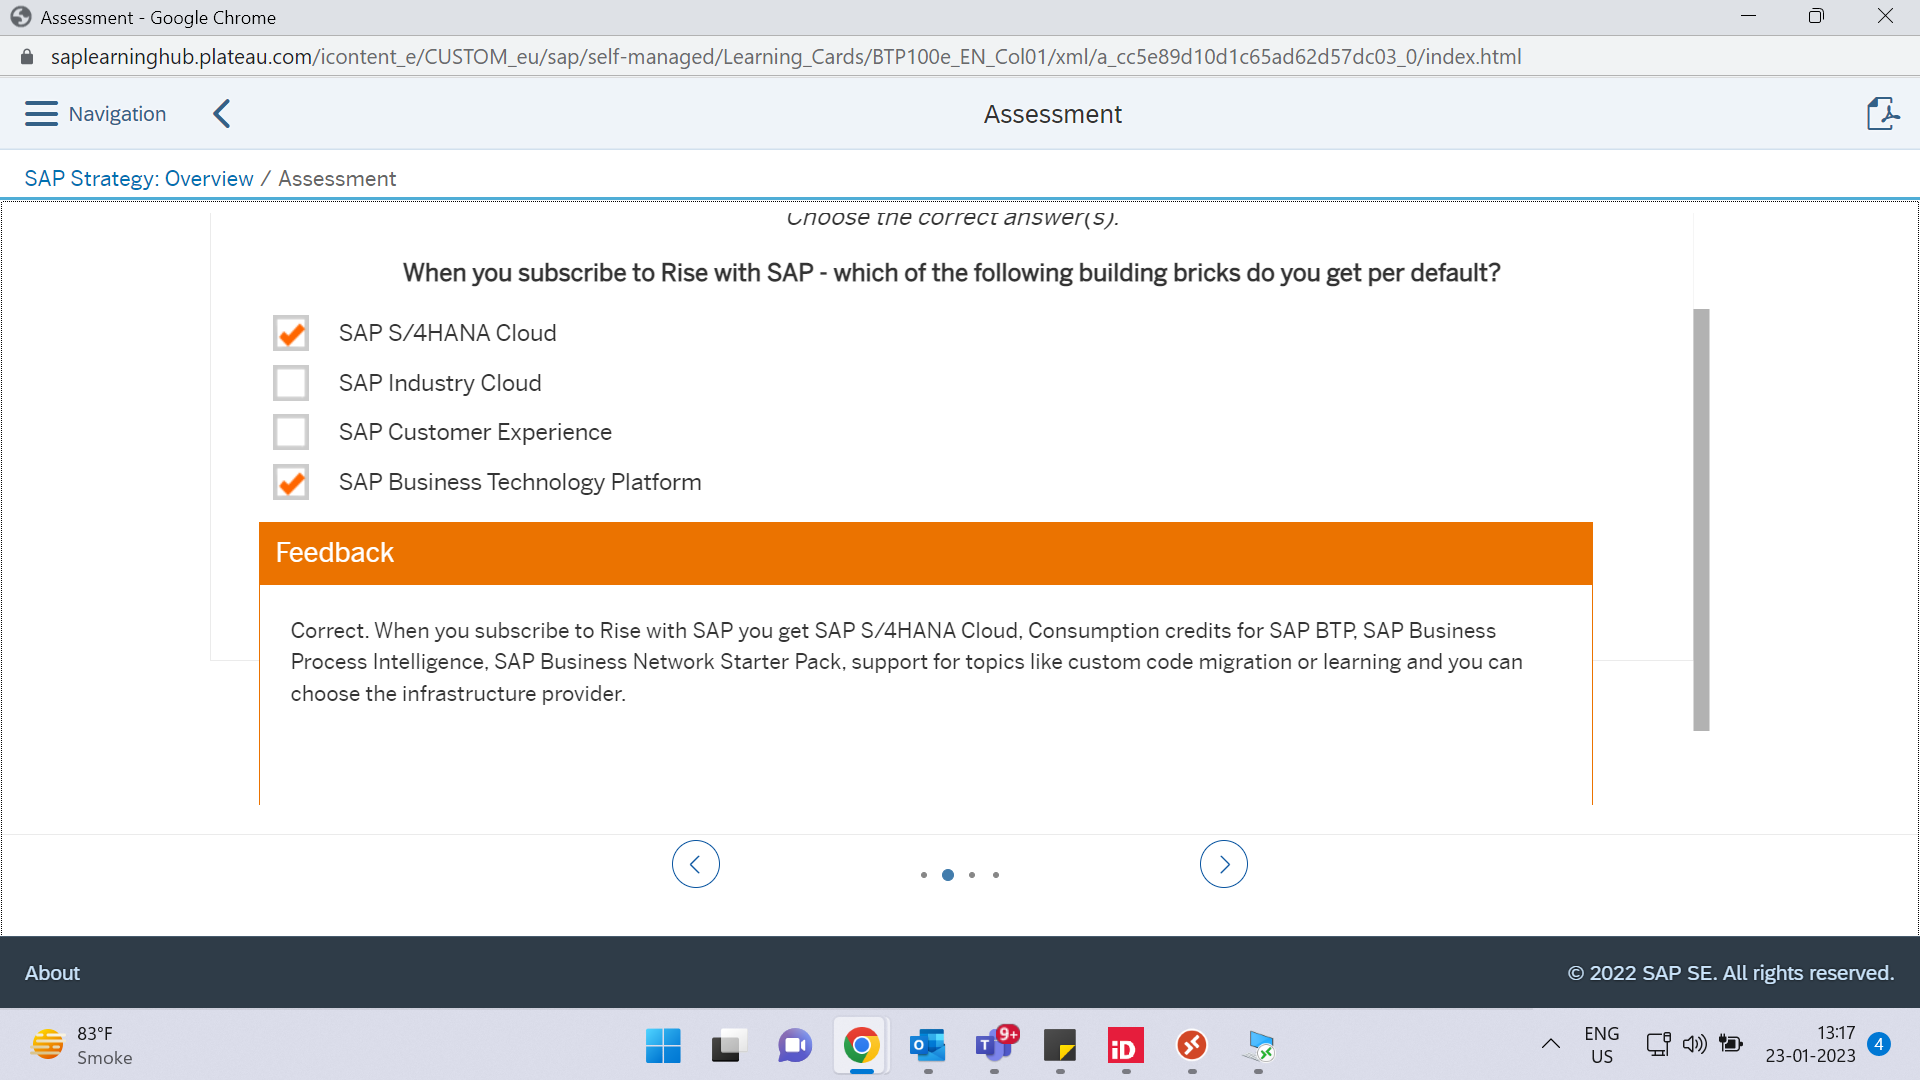 Assessment - Google Chrome
saplearninghub.plateau.com/icontent_e/CUSTOM_eu/sap/self-managed/Learning_Cards/BTP100e_EN_Col01/xml/a_cc5e89d10d1c65ad62d57dc03_0/index.html
Navigation
Assessment
SAP Strategy: Overview / Assessment
Choose the correct answer(s).
When you subscribe to Rise with SAP - which of the following building bricks do you get per default?
SAP S/4HANA Cloud
SAP Industry Cloud
SAP Customer Experience
SAP Business Technology Platform
Feedback
Correct. When you subscribe to Rise with SAP you get SAP S/4HANA Cloud, Consumption credits for SAP BTP, SAP Business
Process Intelligence, SAP Business Network Starter Pack, support for topics like custom code migration or learning and you can
choose the infrastructure provider.
About
© 2022 SAP SE. All rights reserved.
83°F
Smoke
9+
iD
ENG
US
13:17
23-01-2023
4